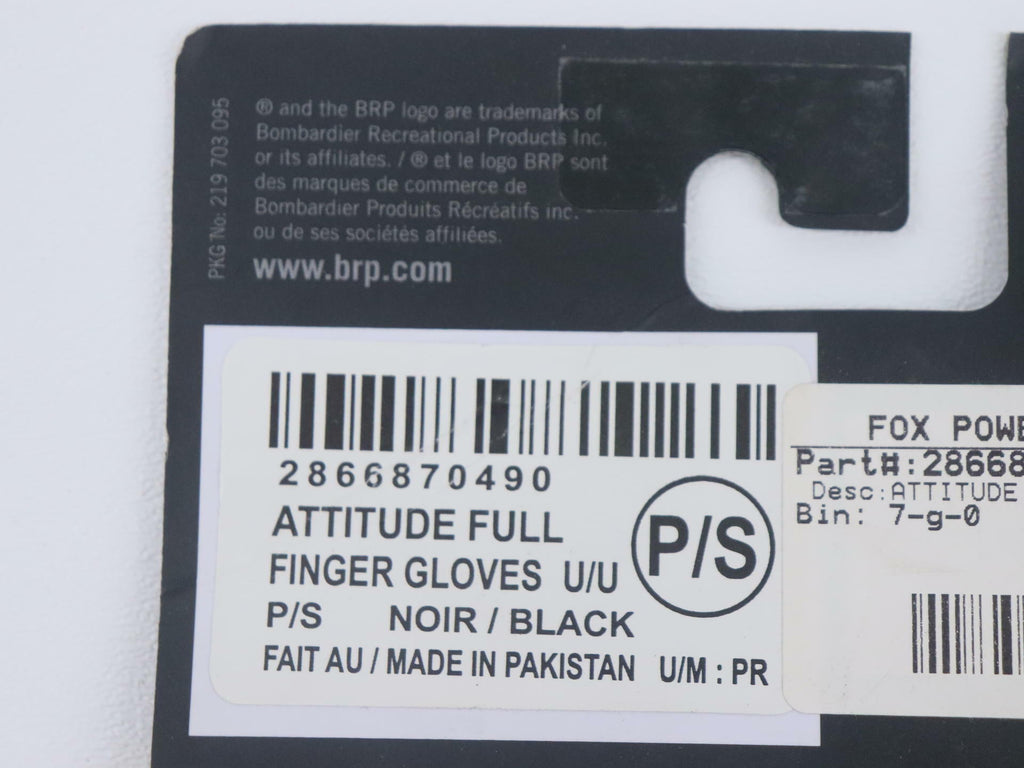 ® and the BRP logo are trademarks of
Bombardier Recreational Products Inc.
or its affiliates. / ® et le logo BRP sont
des marques de commerce de
Bombardier Produits Récréatifs inc.
ou de ses sociétés affiliées.
www.brp.com
PKG No: 219 703 095
2866870490
ATTITUDE FULL
FINGER GLOVES U/U
P/S NOIR / BLACK
FAIT AU / MADE IN PAKISTAN U/M : PR
P/S
FOX POWE
Part#:28668
Desc:ATTITUDE
Bin: 7-g-0